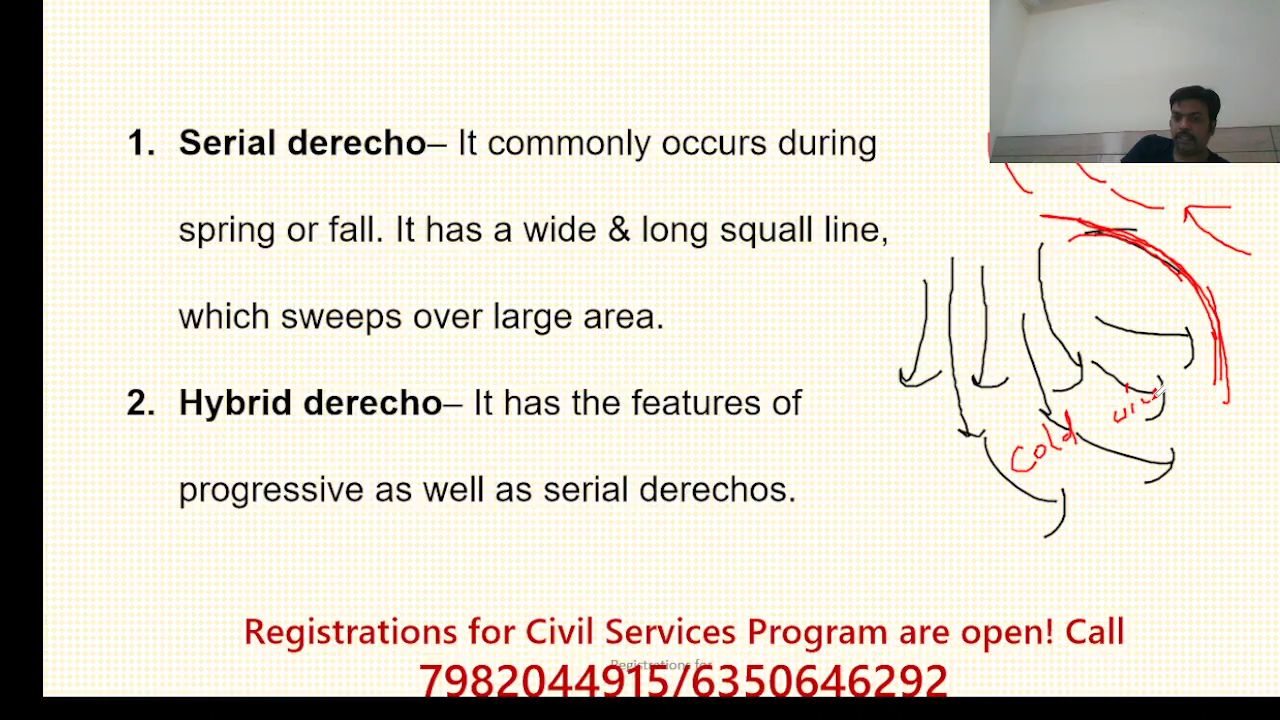 1. Serial derecho– It commonly occurs during
spring or fall. It has a wide & long squall line,
which sweeps over large area.
2. Hybrid derecho– It has the features of
progressive as well as serial derechos.
Cold
Registrations for Civil Services Program are open! Call
Registrations for
7982044915/6350646292